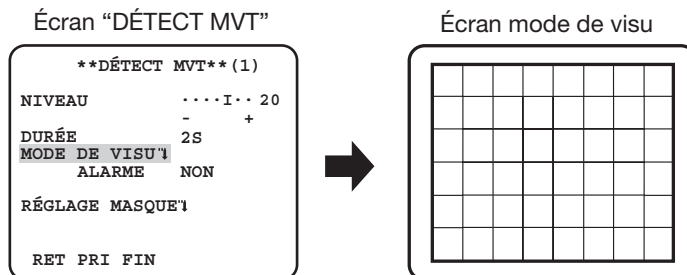 Écran “DÉTECT MVT”
**DÉTECT MVT**(1)
NIVEAU ····I·· 20
- +
DURÉE 2S
MODE DE VISU
ALARME NON
RÉGLAGE MASQUE
RET PRI FIN
Écran mode de visu